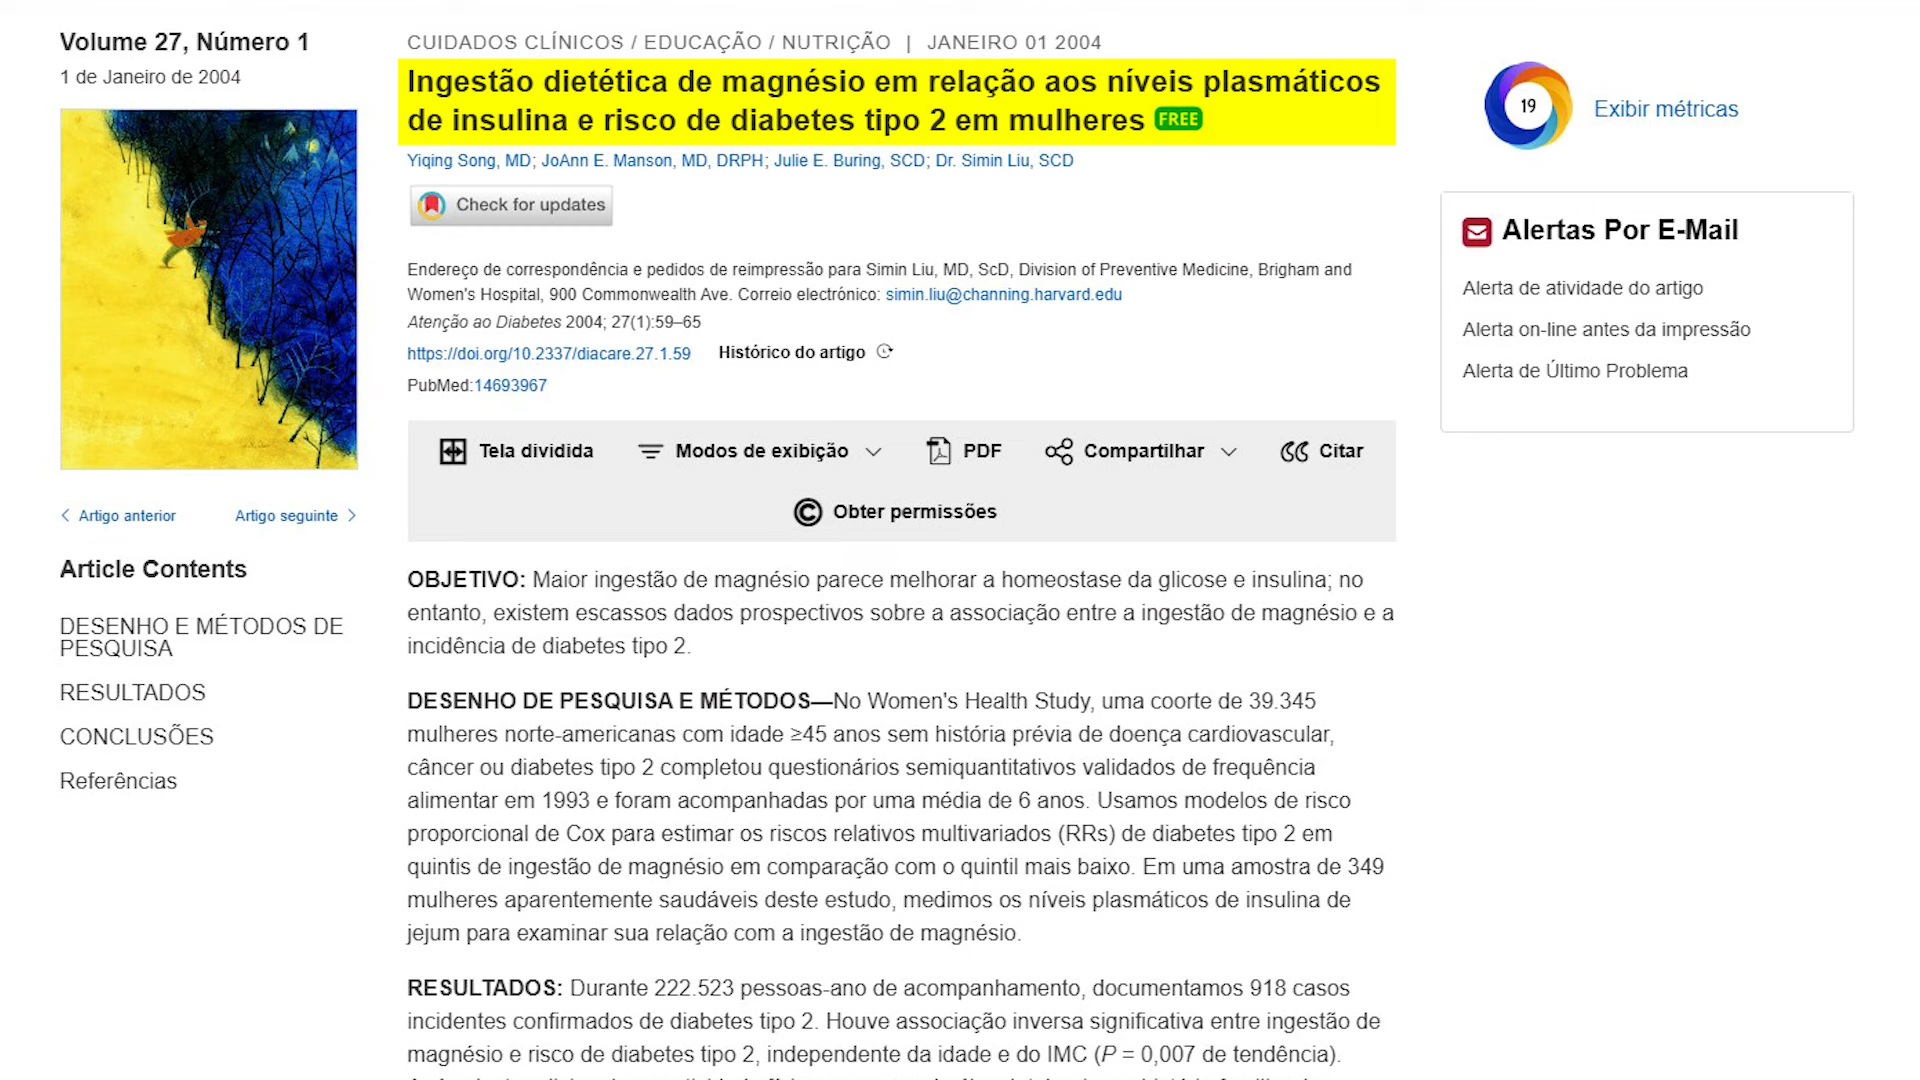 Volume 27, Número 1
1 de Janeiro de 2004
Artigo anterior
Artigo seguinte
Article Contents
DESENHO E MÉTODOS DE
PESQUISA
RESULTADOS
CONCLUSÕES
Referências
CUIDADOS CLÍNICOS / EDUCAÇÃO / NUTRIÇÃO | JANEIRO 01 2004
Ingestão dietética de magnésio em relação aos níveis plasmáticos
de insulina e risco de diabetes tipo 2 em mulheres FREE
Yiqing Song, MD; JoAnn E. Manson, MD, DRPH; Julie E. Buring, SCD; Dr. Simin Liu, SCD
Check for updates
Endereço de correspondência e pedidos de reimpressão para Simin Liu, MD, ScD, Division of Preventive Medicine, Brigham and
Women's Hospital, 900 Commonwealth Ave. Correio electrónico: simin.liu@channing.harvard.edu
Atenção ao Diabetes 2004; 27(1):59–65
https://doi.org/10.2337/diacare.27.1.59 Histórico do artigo
PubMed:14693967
Tela dividida Modos de exibição PDF Compartilhar Citar
Obter permissões
OBJETIVO: Maior ingestão de magnésio parece melhorar a homeostase da glicose e insulina; no
entanto, existem escassos dados prospectivos sobre a associação entre a ingestão de magnésio e a
incidência de diabetes tipo 2.
DESENHO DE PESQUISA E MÉTODOS—No Women's Health Study, uma coorte de 39.345
mulheres norte-americanas com idade ≥45 anos sem história prévia de doença cardiovascular,
câncer ou diabetes tipo 2 completou questionários semiquantitativos validados de frequência
alimentar em 1993 e foram acompanhadas por uma média de 6 anos. Usamos modelos de risco
proporcional de Cox para estimar os riscos relativos multivariados (RRs) de diabetes tipo 2 em
quintis de ingestão de magnésio em comparação com o quintil mais baixo. Em uma amostra de 349
mulheres aparentemente saudáveis deste estudo, medimos os níveis plasmáticos de insulina de
jejum para examinar sua relação com a ingestão de magnésio.
RESULTADOS: Durante 222.523 pessoas-ano de acompanhamento, documentamos 918 casos
incidentes confirmados de diabetes tipo 2. Houve associação inversa significativa entre ingestão de
magnésio e risco de diabetes tipo 2, independente da idade e do IMC (P = 0,007 de tendência).
19
Exibir métricas
Alertas Por E-Mail
Alerta de atividade do artigo
Alerta on-line antes da impressão
Alerta de Último Problema